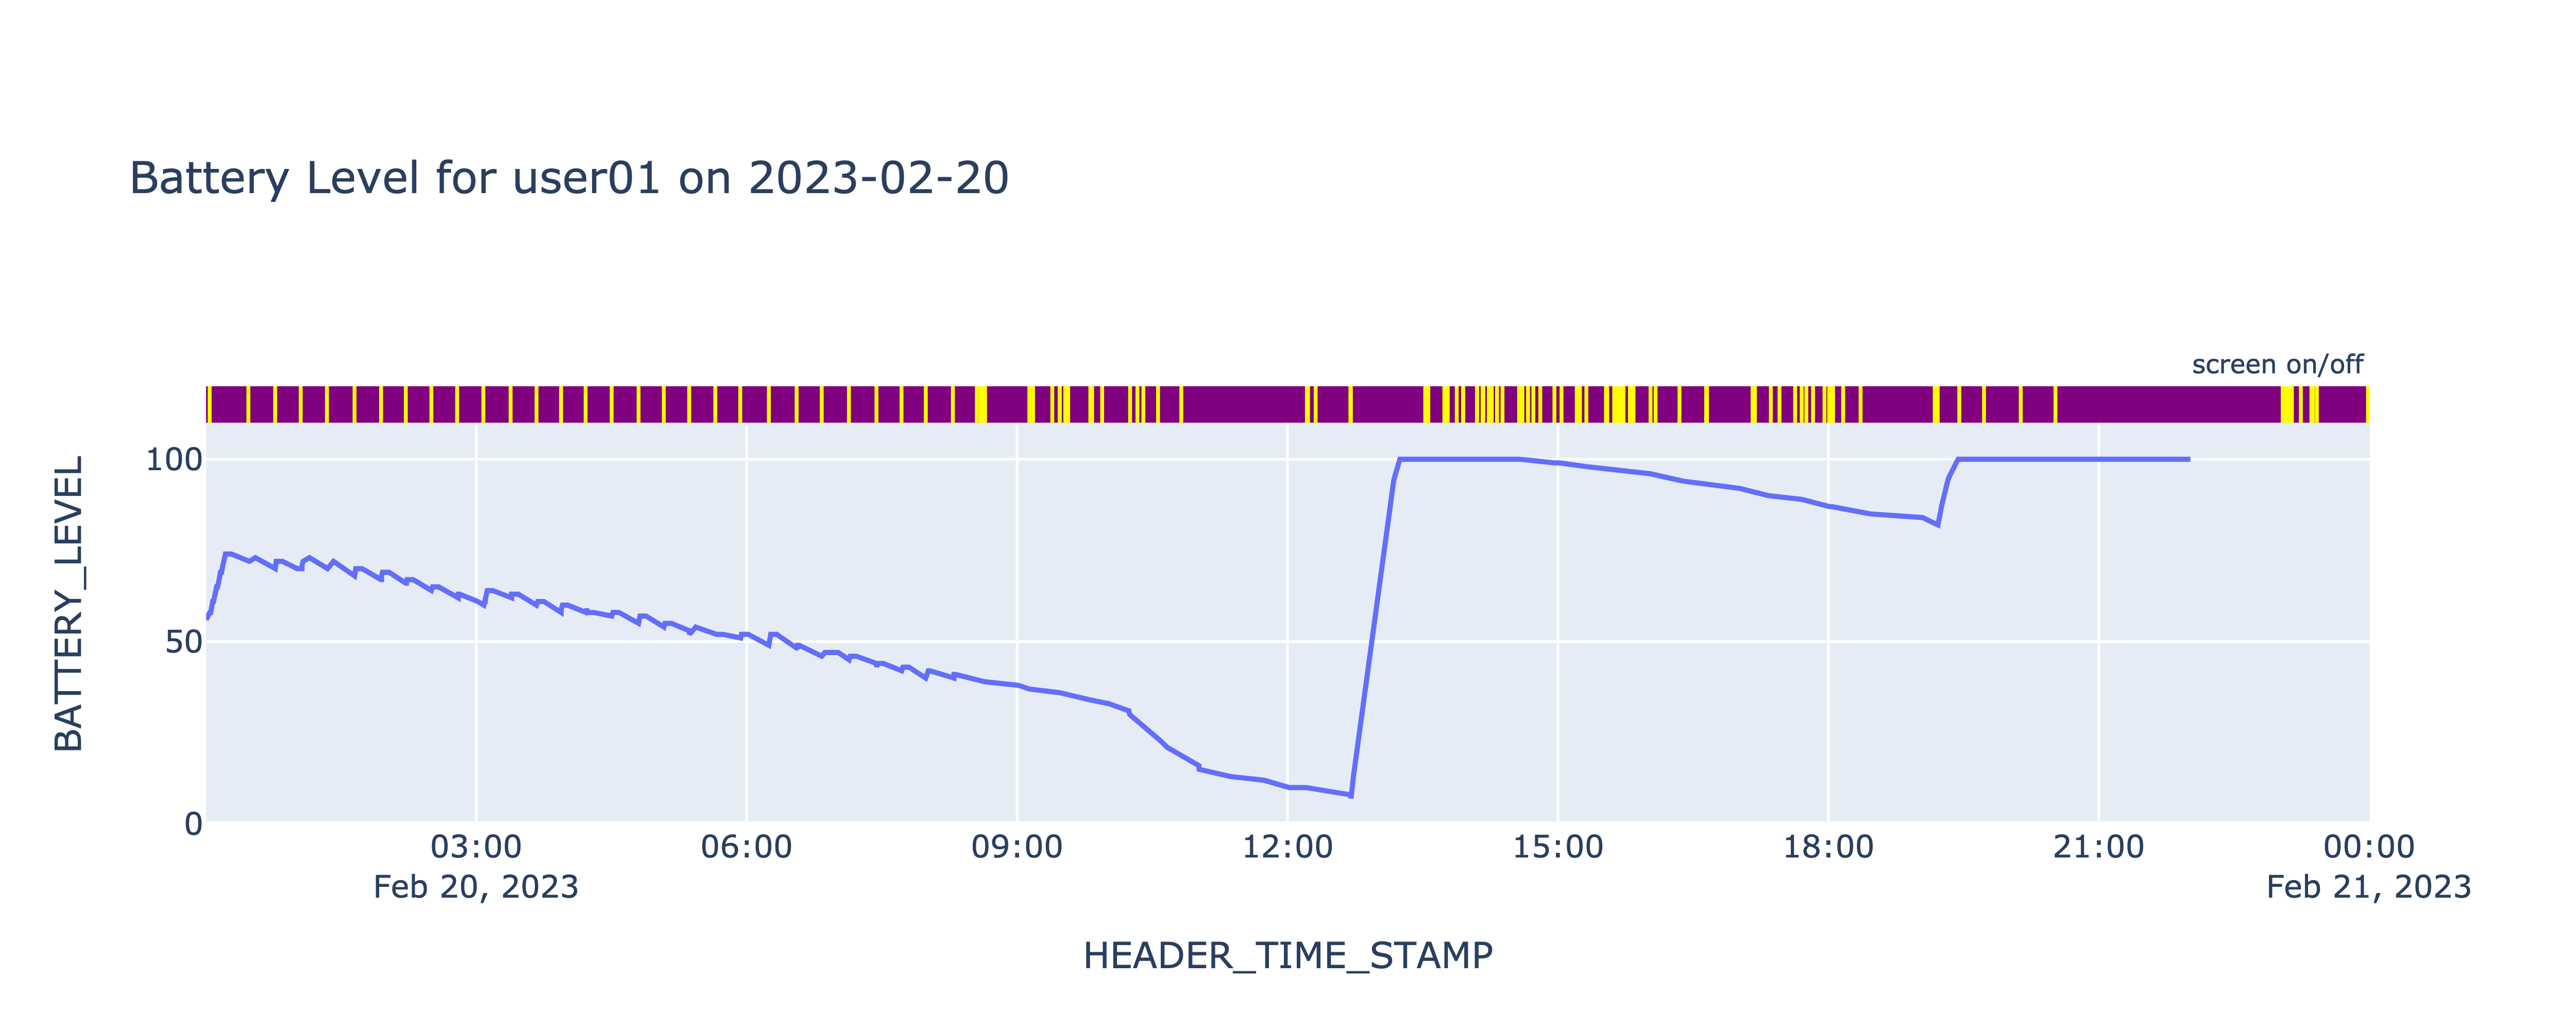 Battery Level for user01 on 2023-02-20
screen on/off
BATTERY_LEVEL
100
50
0
03:00 06:00 09:00 12:00 15:00 18:00 21:00 00:00
Feb 20, 2023 Feb 21, 2023
HEADER_TIME_STAMP